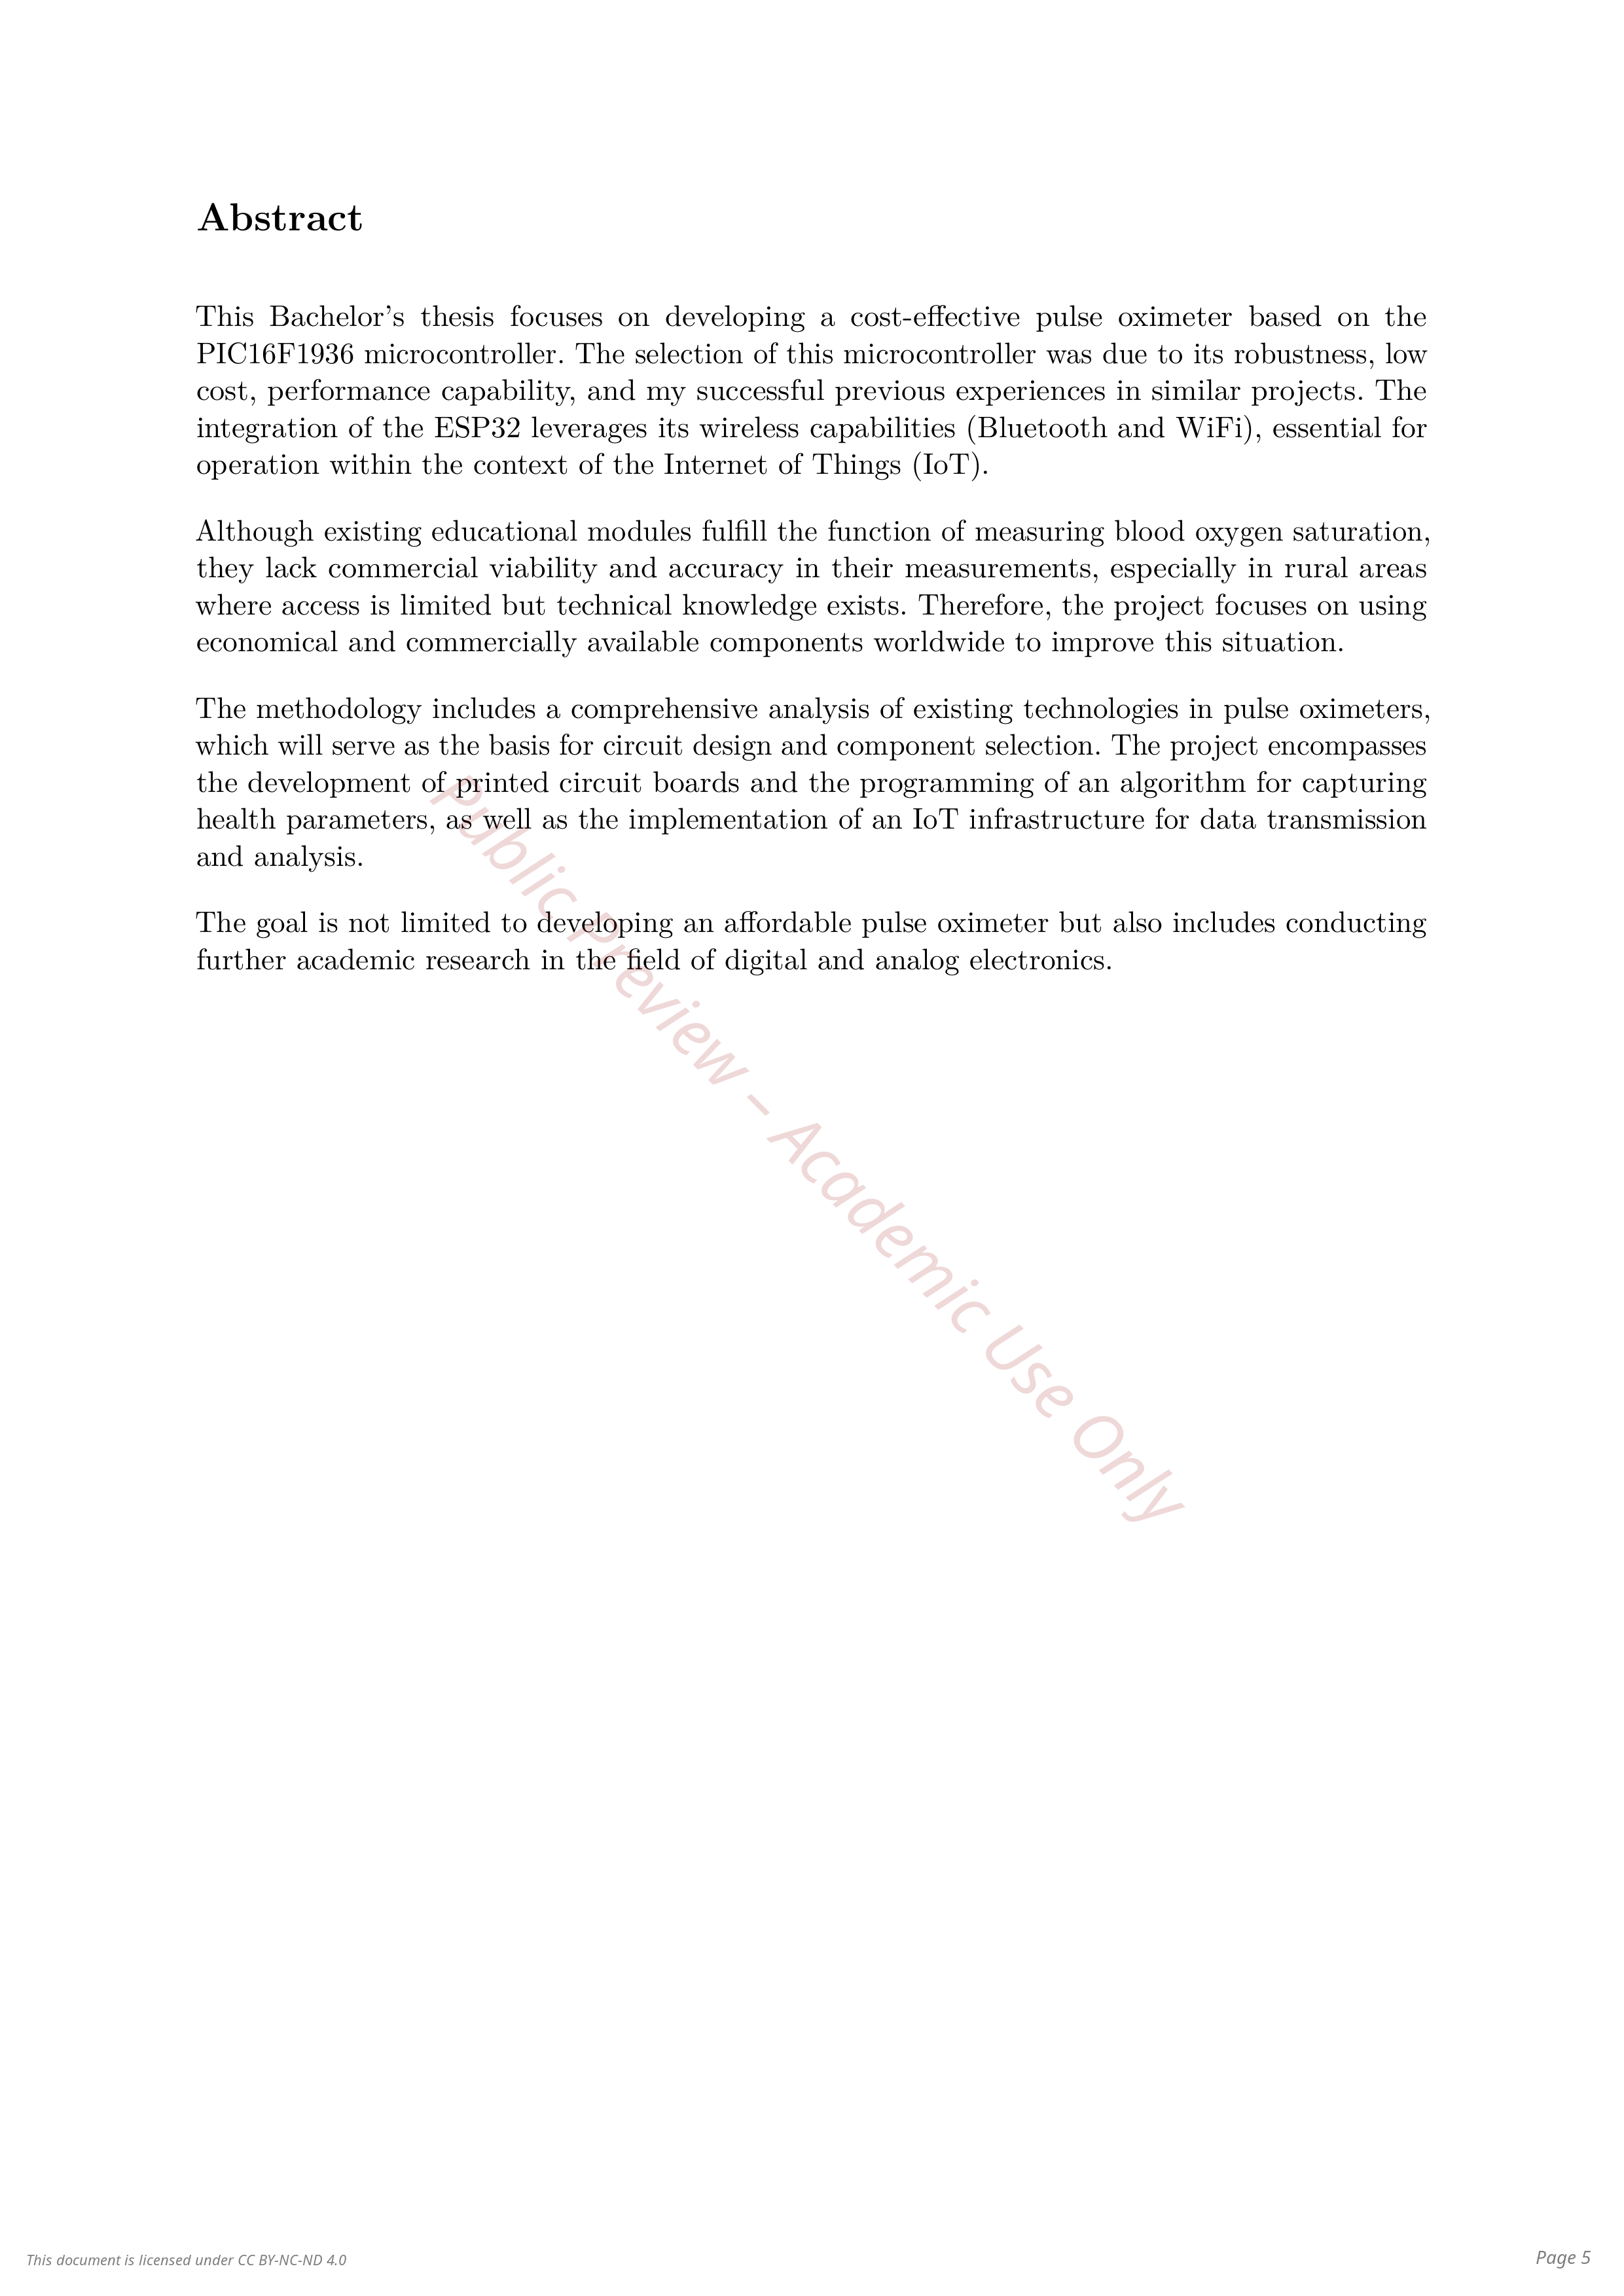 Abstract
This Bachelor's thesis focuses on developing a cost-effective pulse oximeter based on the
PIC16F1936 microcontroller. The selection of this microcontroller was due to its robustness, low
cost, performance capability, and my successful previous experiences in similar projects. The
integration of the ESP32 leverages its wireless capabilities (Bluetooth and WiFi), essential for
operation within the context of the Internet of Things (IoT).
Although existing educational modules fulfill the function of measuring blood oxygen saturation,
they lack commercial viability and accuracy in their measurements, especially in rural areas
where access is limited but technical knowledge exists. Therefore, the project focuses on using
economical and commercially available components worldwide to improve this situation.
The methodology includes a comprehensive analysis of existing technologies in pulse oximeters,
which will serve as the basis for circuit design and component selection. The project encompasses
the development of printed circuit boards and the programming of an algorithm for capturing
health parameters, as well as the implementation of an IoT infrastructure for data transmission
and analysis.
The goal is not limited to developing an affordable pulse oximeter but also includes conducting
further academic research in the field of digital and analog electronics.
Public Preview – Academic Use Only
This document is licensed under CC BY-NC-ND 4.0
Page 5